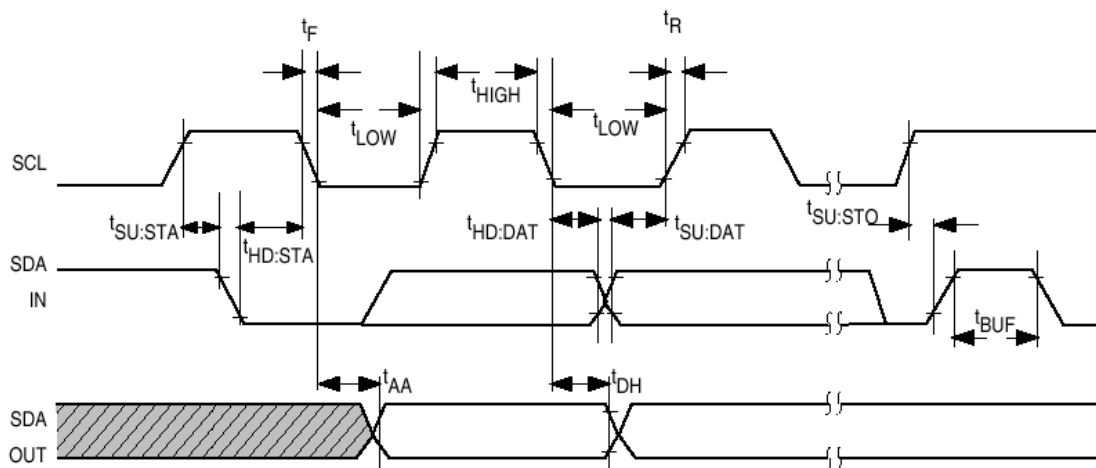 tF
tR
tHIGH
tLOW
tLOW
SCL
tSU:STA
tHD:STA
tHD:DAT
tSU:DAT
tSU:STO
SDA
IN
tBUF
tAA
tDH
SDA
OUT